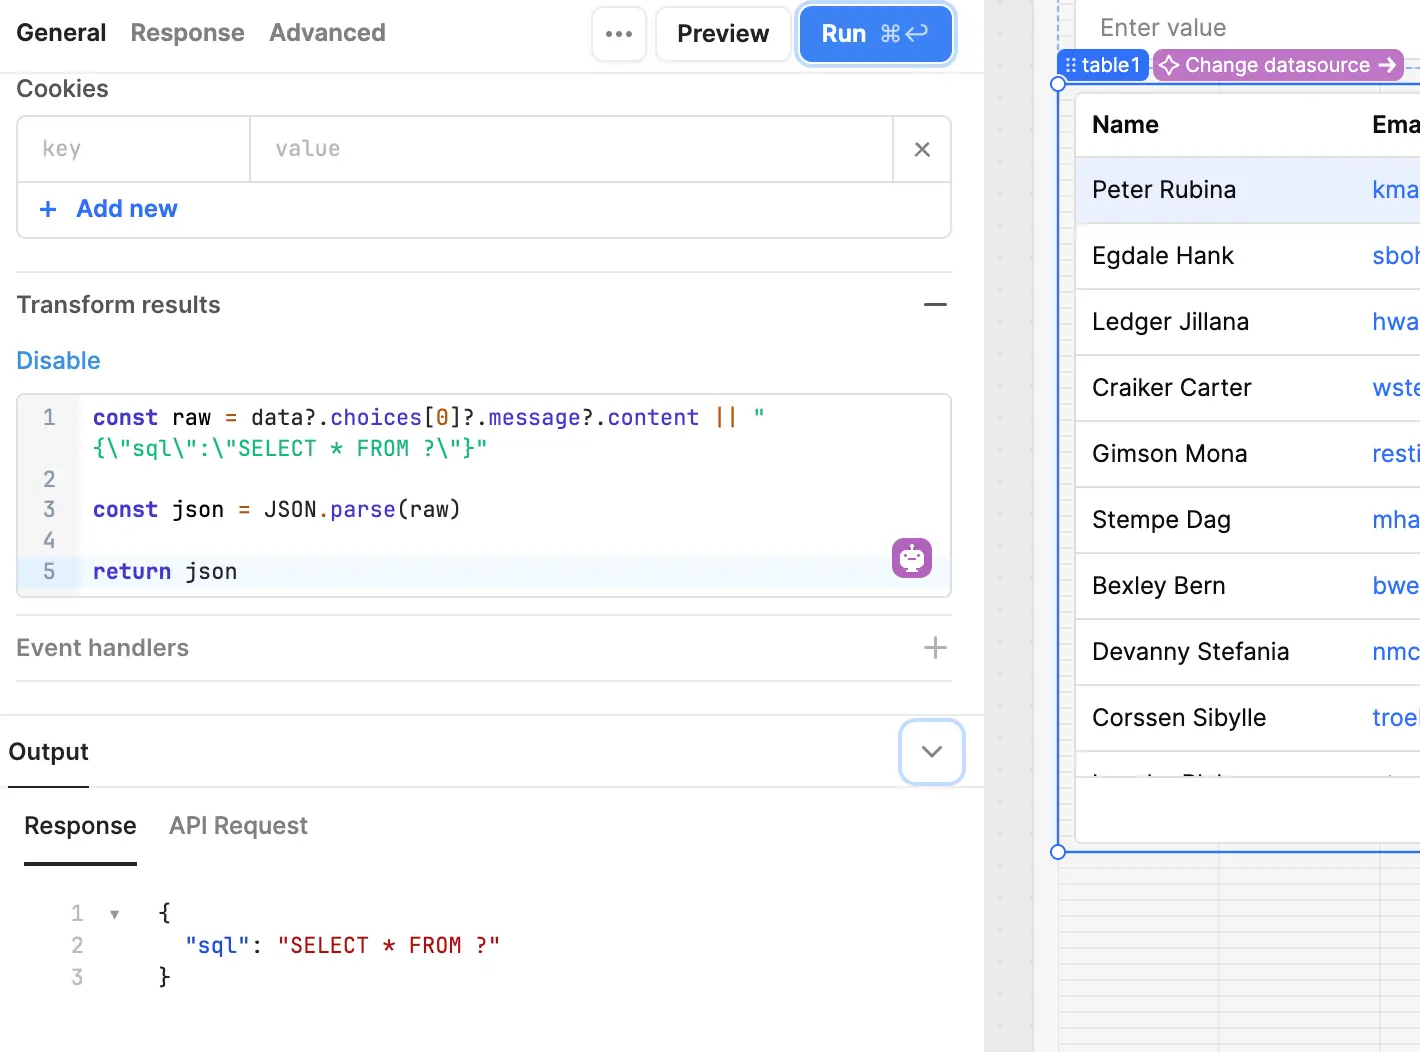 General Response Advanced
Preview
Run ⌘↩
Cookies
key value
+ Add new
Transform results
Disable
1 const raw = data?.choices[0]?.message?.content || "
{\"sql\":\"SELECT * FROM ?\"}"
2
3 const json = JSON.parse(raw)
4
5 return json
Event handlers
Output
Response API Request
1 {
2 "sql": "SELECT * FROM ?"
3 }
Enter value
table1 Change datasource →
Name Ema
Peter Rubina kma
Egdale Hank sboh
Ledger Jillana hwa
Craiker Carter wste
Gimson Mona resti
Stempe Dag mha
Bexley Bern bwe
Devanny Stefania nmc
Corssen Sibylle troel